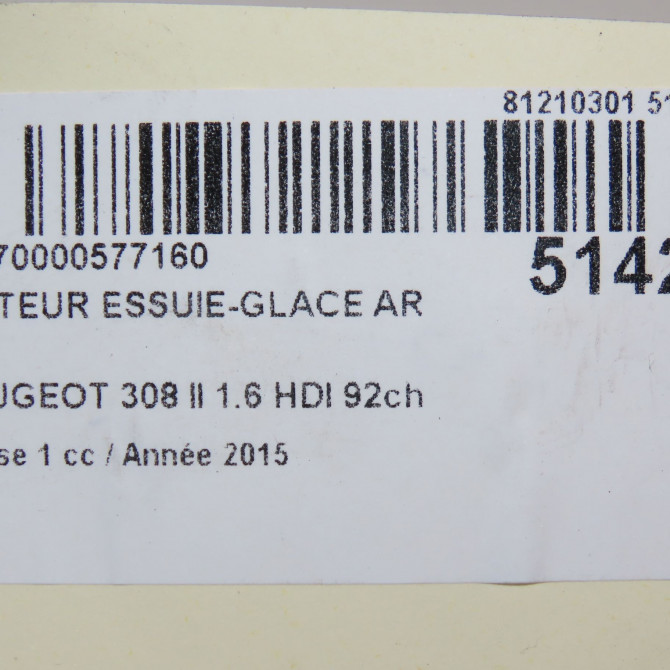 81210301 51
70000577160
5142
TEUR ESSUIE-GLACE AR
UGEOT 308 II 1.6 HDI 92ch
se 1 cc / Année 2015